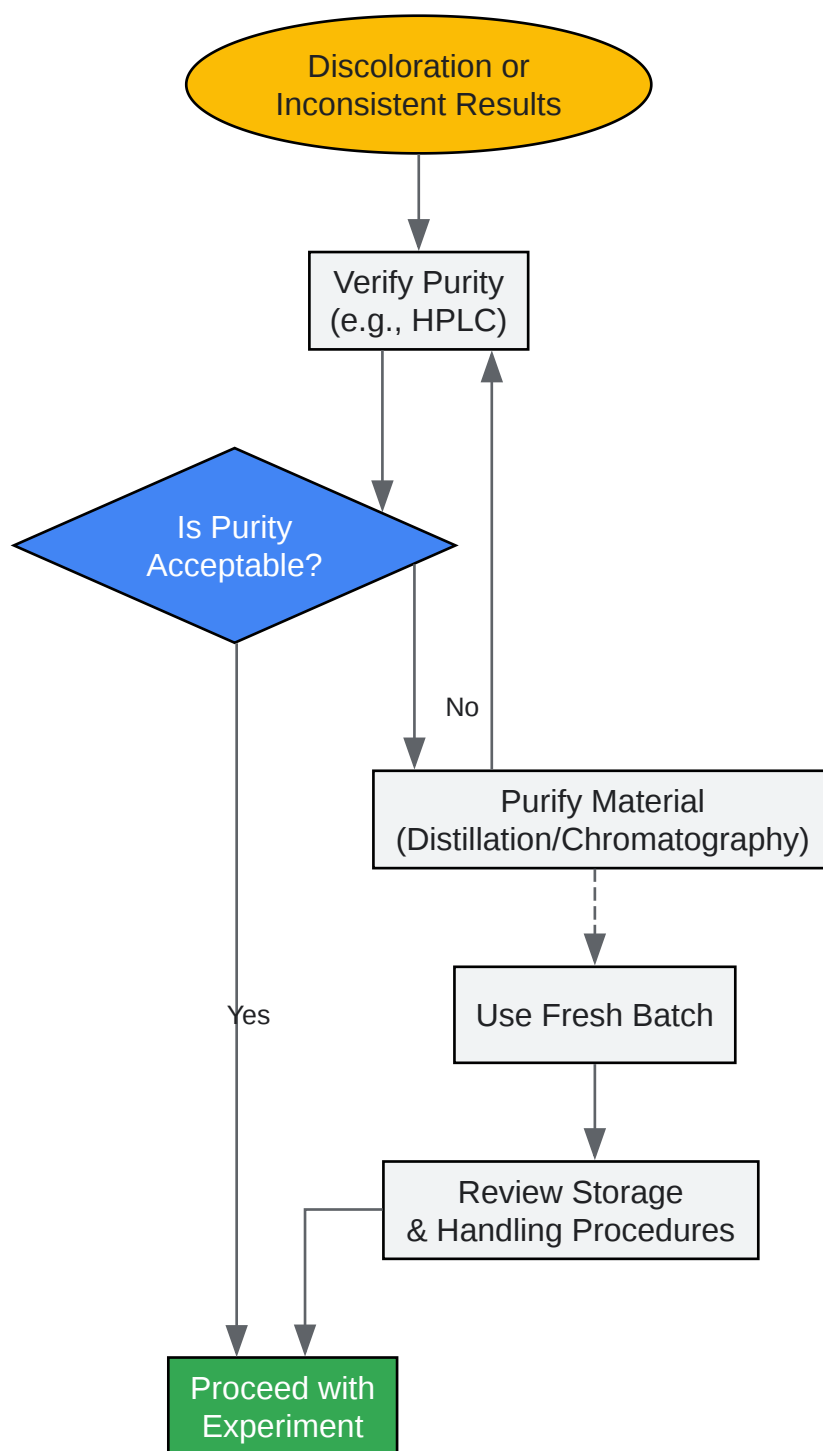 Discoloration or
Inconsistent Results
Verify Purity
(e.g., HPLC)
Is Purity
Acceptable?
No
Purify Material
(Distillation/Chromatography)
Yes
Use Fresh Batch
Review Storage
& Handling Procedures
Proceed with
Experiment